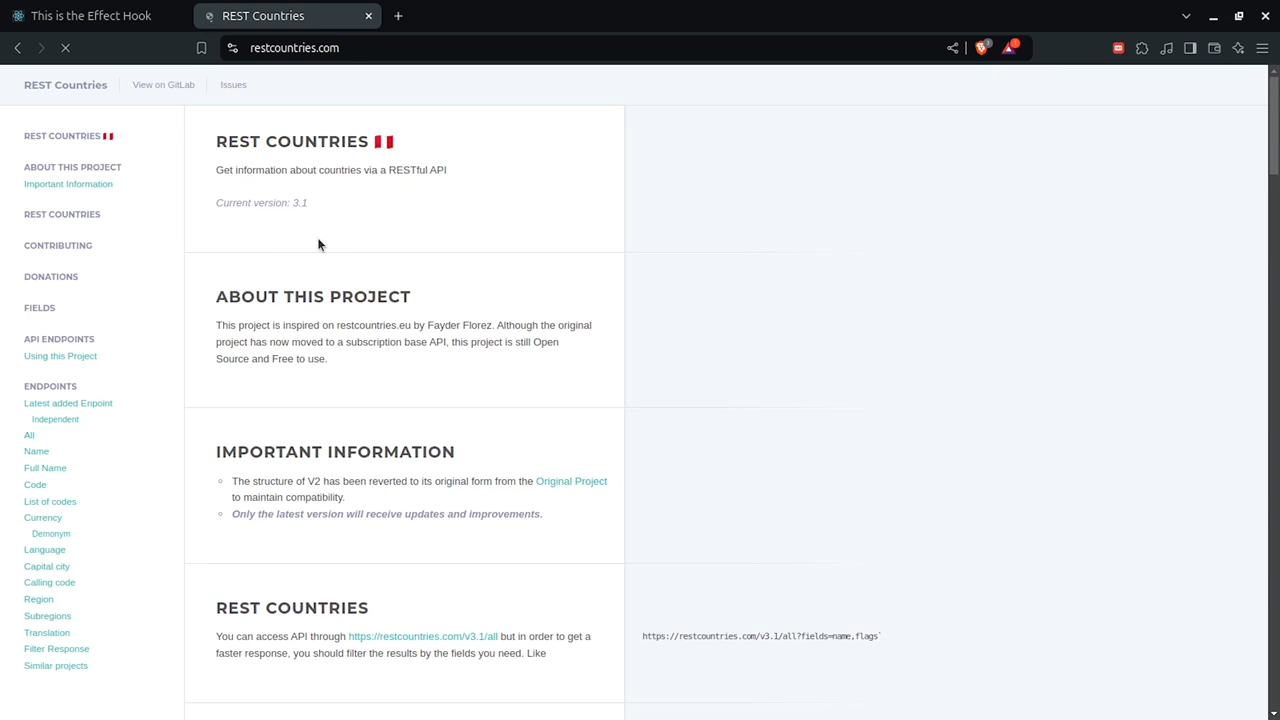 This is the Effect Hook
REST Countries
restcountries.com
REST Countries
View on GitLab
Issues
REST COUNTRIES 🇵🇪
ABOUT THIS PROJECT
Important Information
REST COUNTRIES
CONTRIBUTING
DONATIONS
FIELDS
API ENDPOINTS
Using this Project
ENDPOINTS
Latest added Enpoint
Independent
All
Name
Full Name
Code
List of codes
Currency
Demonym
Language
Capital city
Calling code
Region
Subregions
Translation
Filter Response
Similar projects
REST COUNTRIES 🇵🇪
Get information about countries via a RESTful API
Current version: 3.1
ABOUT THIS PROJECT
This project is inspired on restcountries.eu by Fayder Florez. Although the original
project has now moved to a subscription base API, this project is still Open
Source and Free to use.
IMPORTANT INFORMATION
The structure of V2 has been reverted to its original form from the Original Project
to maintain compatibility.
Only the latest version will receive updates and improvements.
REST COUNTRIES
You can access API through https://restcountries.com/v3.1/all but in order to get a
faster response, you should filter the results by the fields you need. Like
https://restcountries.com/v3.1/all?fields=name,flags`